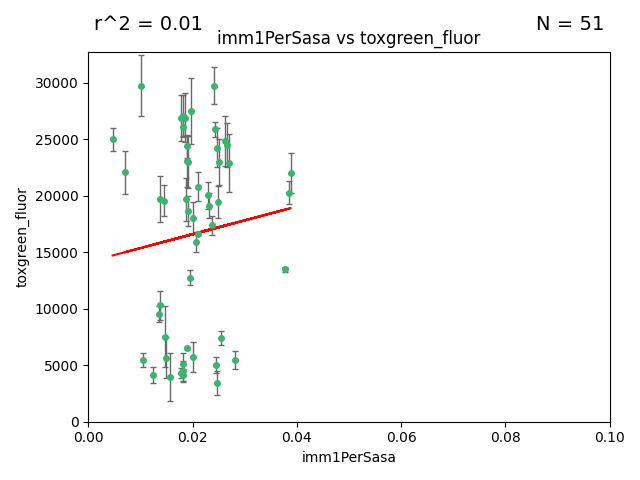 r^2 = 0.01
N = 51
imm1PerSasa vs toxgreen_fluor
30000
25000
20000
15000
10000
5000
0
toxgreen_fluor
0.00 0.02 0.04 0.06 0.08 0.10
imm1PerSasa